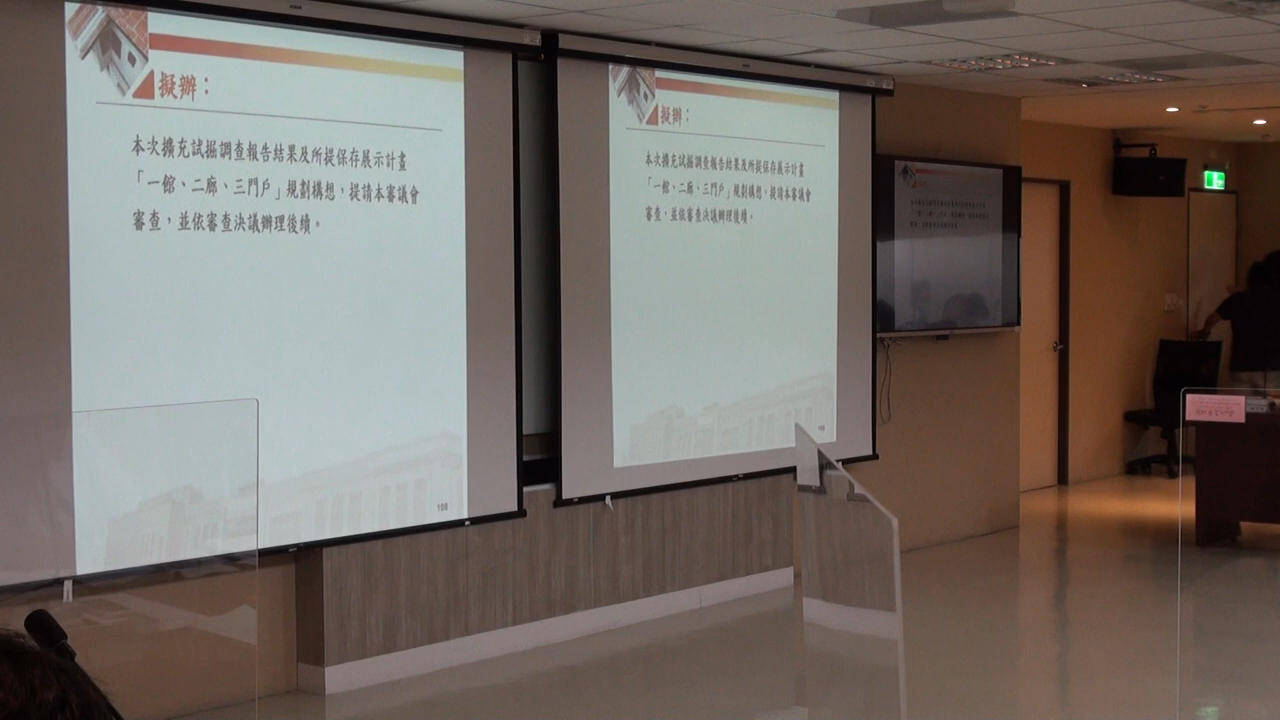 擬辦：
本次擴充試掘調查報告結果及所提保存展示計畫
「一館、二廊、三門戶」規劃構想，提請本審議會
審查，並依審查決議辦理後續。
108
擬辦：
本次擴充試掘調查報告結果及所提保存展示計畫
「一館、二廊、三門戶」規劃構想，提請本審議會
審查，並依審查決議辦理後續。
108